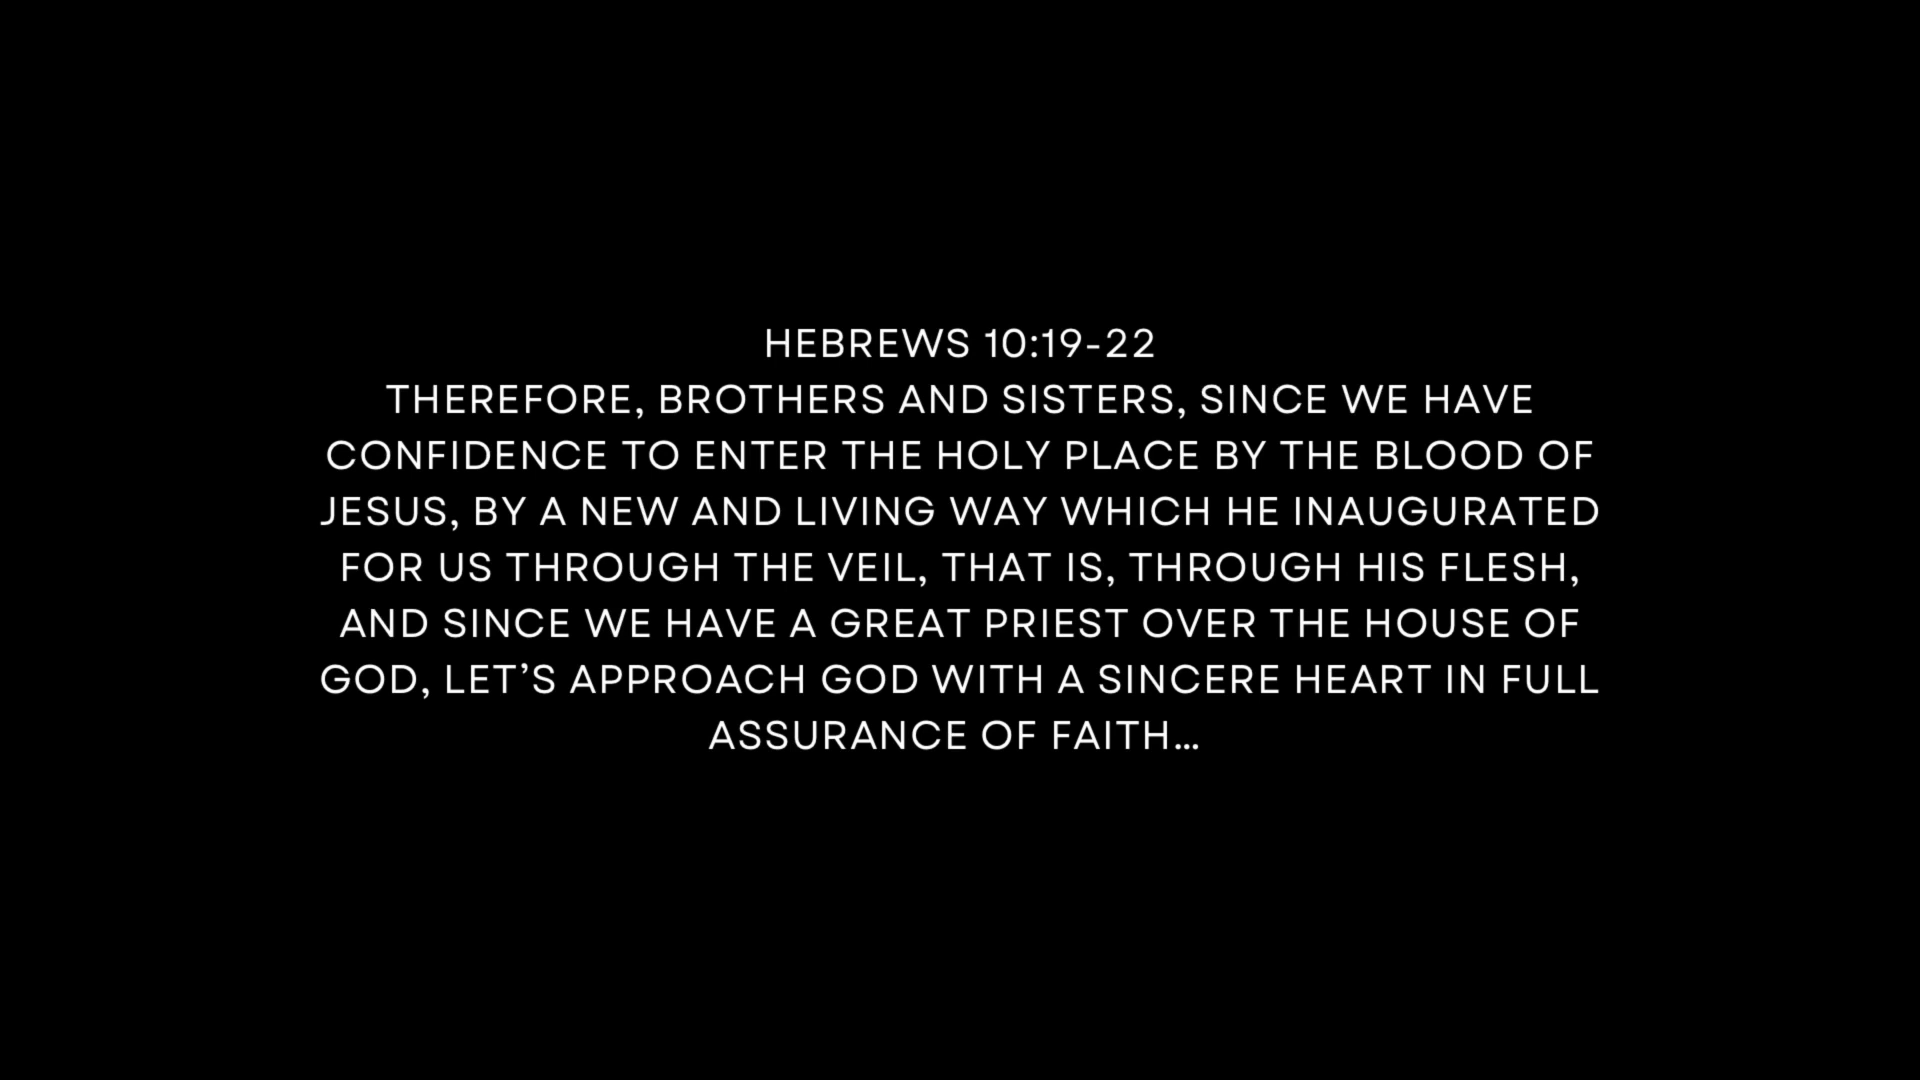 HEBREWS 10:19-22
THEREFORE, BROTHERS AND SISTERS, SINCE WE HAVE
CONFIDENCE TO ENTER THE HOLY PLACE BY THE BLOOD OF
JESUS, BY A NEW AND LIVING WAY WHICH HE INAUGURATED
FOR US THROUGH THE VEIL, THAT IS, THROUGH HIS FLESH,
AND SINCE WE HAVE A GREAT PRIEST OVER THE HOUSE OF
GOD, LET’S APPROACH GOD WITH A SINCERE HEART IN FULL
ASSURANCE OF FAITH…